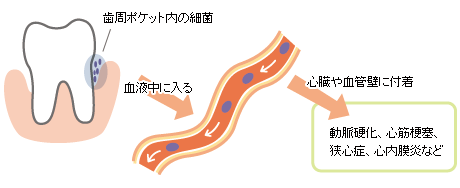 歯周ポケット内の細菌
血液中に入る
心臓や血管壁に付着
動脈硬化、心筋梗塞、
狭心症、心内膜炎など